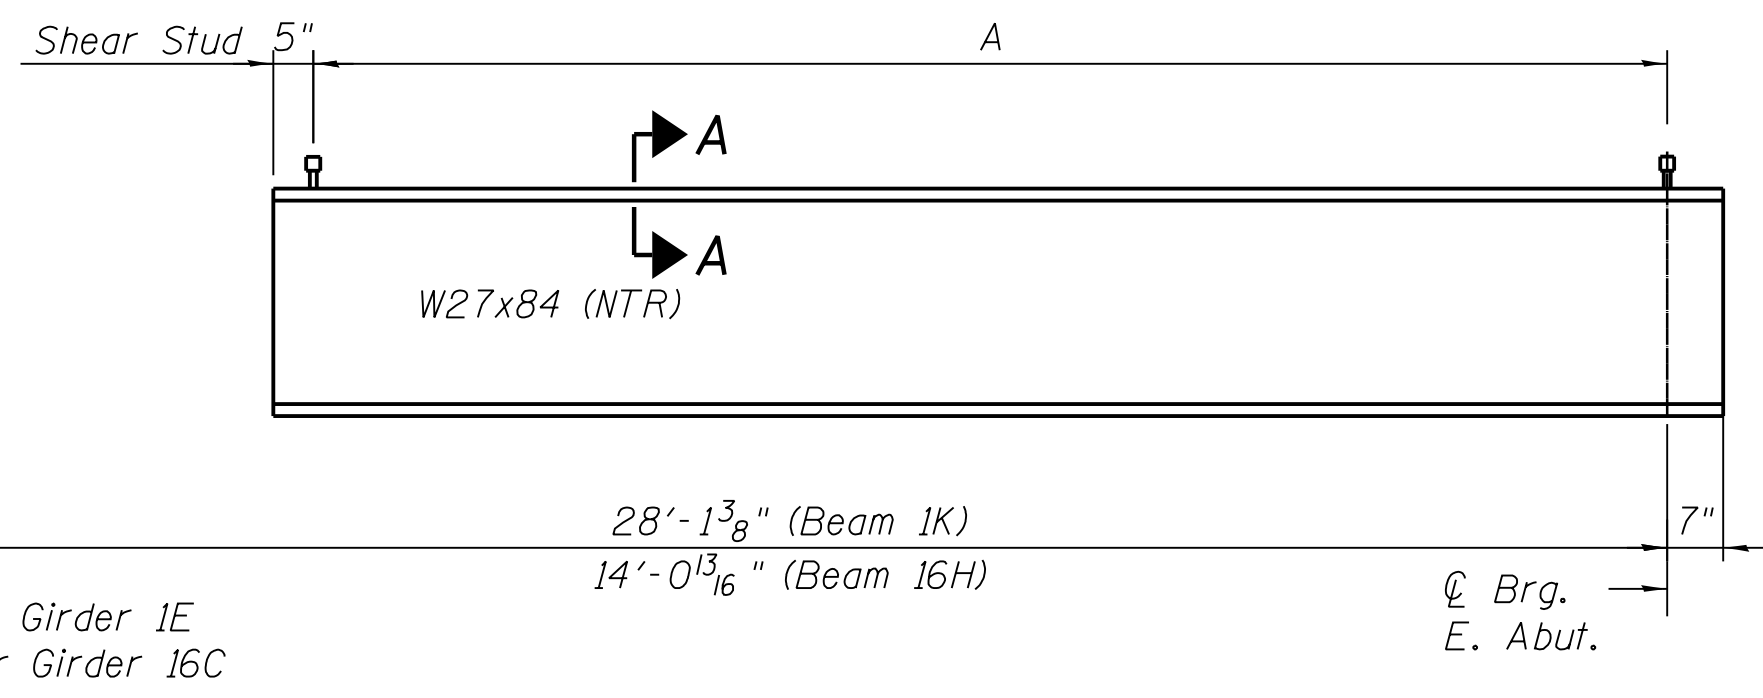 Shear Stud 5" A
A
A
W27x84 (NTR)
28'-1 3/8" (Beam 1K)
7"
14'-0 13/16" (Beam 16H)
℄ Brg.
E. Abut.
Girder 1E
Girder 16C